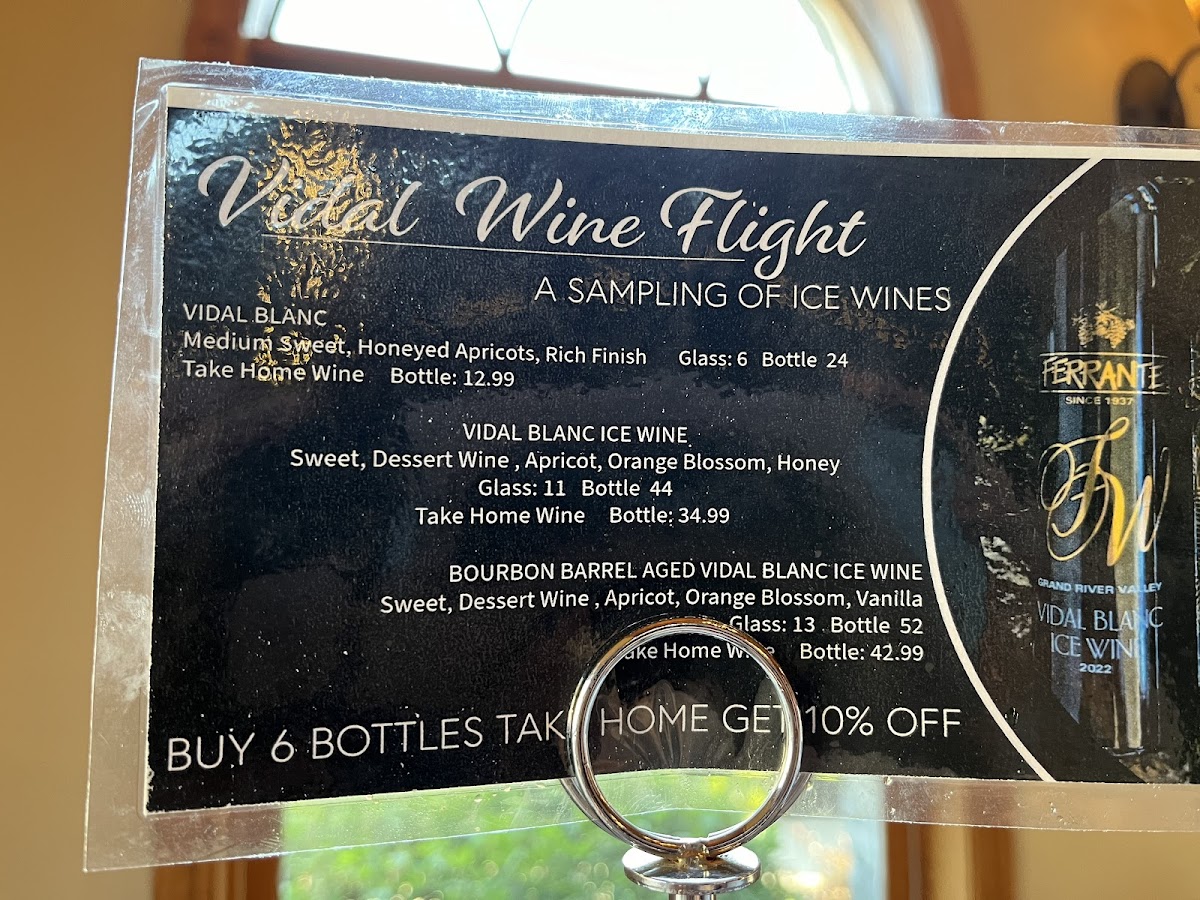 Vidal Wine Flight
A SAMPLING OF ICE WINES
VIDAL BLANC
Medium Sweet, Honeyed Apricots, Rich Finish Glass: 6 Bottle 24
Take Home Wine Bottle: 12.99
VIDAL BLANC ICE WINE
Sweet, Dessert Wine , Apricot, Orange Blossom, Honey
Glass: 11 Bottle 44
Take Home Wine Bottle: 34.99
BOURBON BARREL AGED VIDAL BLANC ICE WINE
Sweet, Dessert Wine , Apricot, Orange Blossom, Vanilla
Glass: 13 Bottle 52
Take Home Wine Bottle: 42.99
BUY 6 BOTTLES TAKE HOME GET 10% OFF
FERRANTE
SINCE 1937
GRAND RIVER VALLEY
VIDAL BLANC
ICE WINE
2022